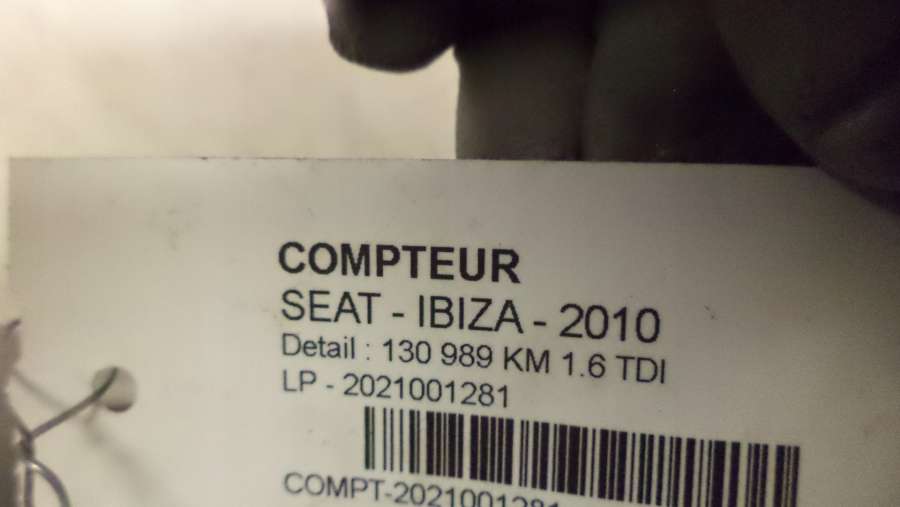 COMPTEUR
SEAT - IBIZA - 2010
Detail : 130 989 KM 1.6 TDI
LP - 2021001281
COMPT-2021001281